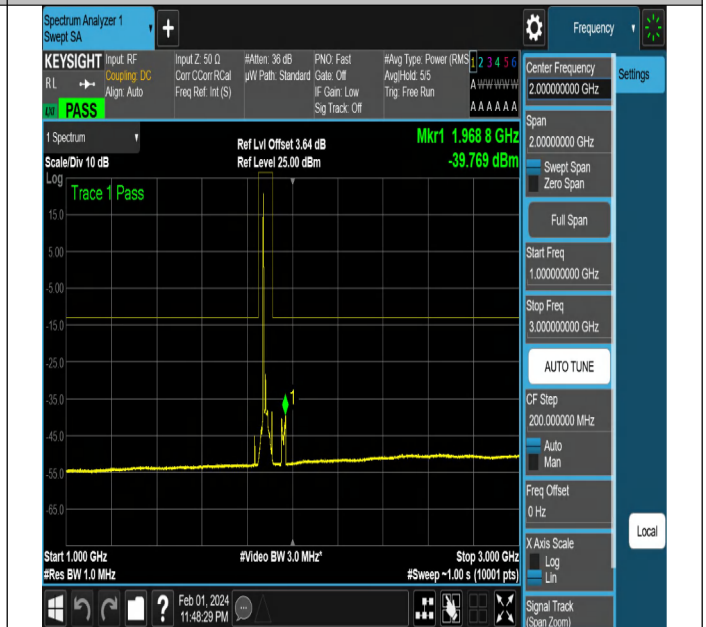 Spectrum Analyzer 1
Swept SA
Frequency
KEYSIGHT
RL
PASS
Input: RF
Coupling: DC
Align: Auto
Input Z: 50 Ω
Corr CCorr RCal
Freq Ref: Int (S)
#Atten: 36 dB
µW Path: Standard
PNO: Fast
Gate: Off
IF Gain: Low
Sig Track: Off
#Avg Type: Power (RMS
Avg|Hold: 5/5
Trig: Free Run
1 2 3 4 5 6
A W W W W W
A A A A A A
Settings
Center Frequency
2.000000000 GHz
Span
2.00000000 GHz
Swept Span
Zero Span
Full Span
Start Freq
1.000000000 GHz
Stop Freq
3.000000000 GHz
AUTO TUNE
CF Step
200.000000 MHz
Auto
Man
Freq Offset
0 Hz
X Axis Scale
Log
Lin
Signal Track
(Span Zoom)
Local
1 Spectrum
Scale/Div 10 dB
Ref Lvl Offset 3.64 dB
Ref Level 25.00 dBm
Mkr1 1.968 8 GHz
-39.769 dBm
Log
Trace 1 Pass
15.0
5.00
-5.00
-15.0
-25.0
-35.0
-45.0
-55.0
-65.0
1
Start 1.000 GHz
#Res BW 1.0 MHz
#Video BW 3.0 MHz*
Stop 3.000 GHz
#Sweep ~1.00 s (10001 pts)
Feb 01, 2024
11:48:29 PM